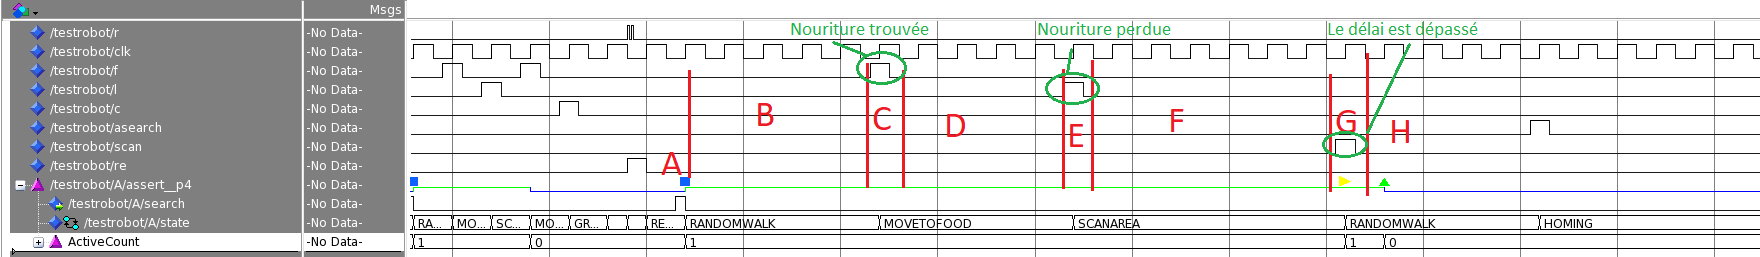 Msgs
/testrobot/r -No Data-
/testrobot/clk -No Data-
/testrobot/f -No Data-
/testrobot/l -No Data-
/testrobot/c -No Data-
/testrobot/asearch -No Data-
/testrobot/scan -No Data-
/testrobot/re -No Data-
/testrobot/A/assert__p4 -No Data-
/testrobot/A/search -No Data-
/testrobot/A/state -No Data-
ActiveCount -No Data-
Nouriture trouvée Nouriture perdue Le délai est dépassé
A B C D E F G H
RA... MO... SC... MO... GR... RE... RANDOMWALK MOVETOFOOD SCANAREA RANDOMWALK HOMING
1 0 1 1 0